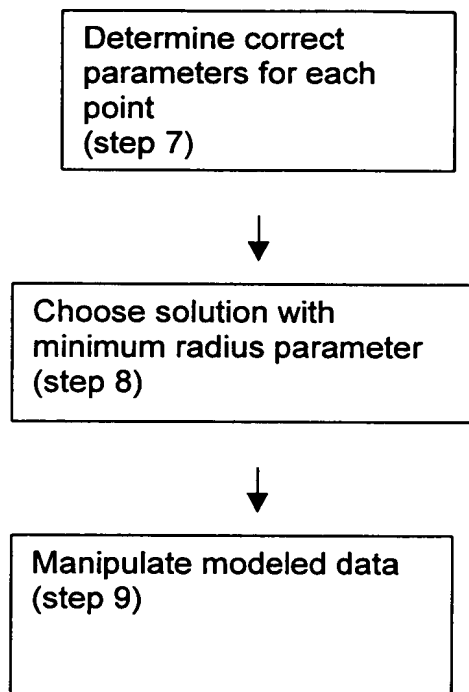 Determine correct
parameters for each
point
(step 7)
Choose solution with
minimum radius parameter
(step 8)
Manipulate modeled data
(step 9)